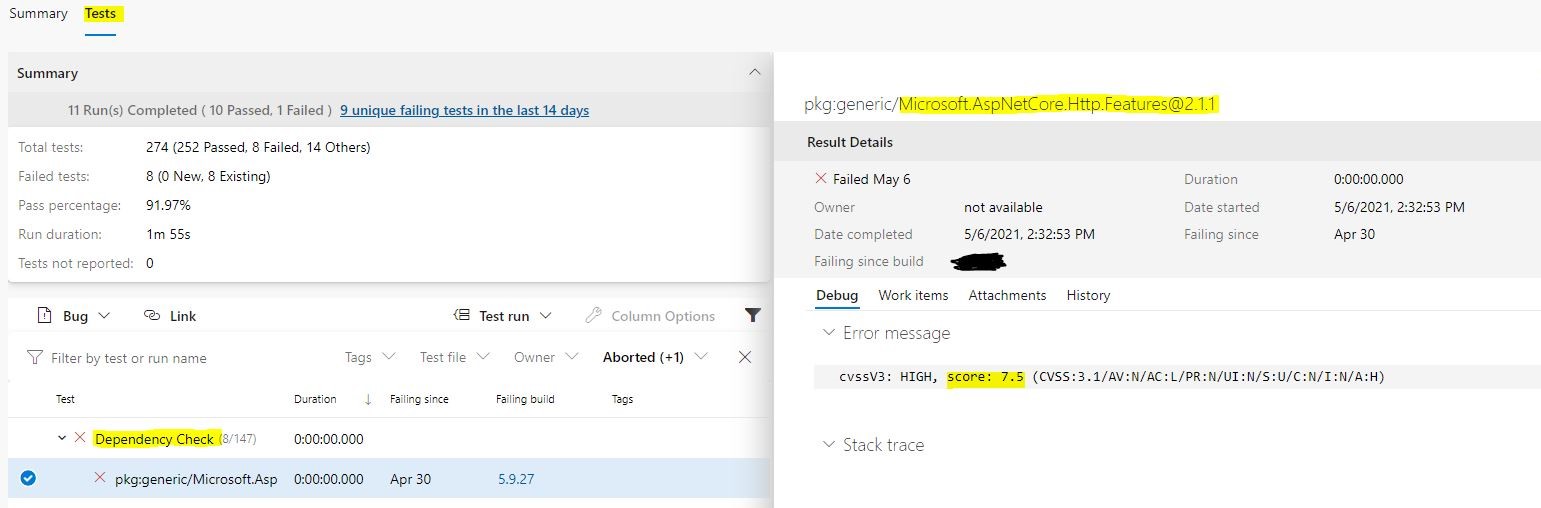 Summary Tests
Summary
11 Run(s) Completed ( 10 Passed, 1 Failed ) 9 unique failing tests in the last 14 days
Total tests: 274 (252 Passed, 8 Failed, 14 Others)
Failed tests: 8 (0 New, 8 Existing)
Pass percentage: 91.97%
Run duration: 1m 55s
Tests not reported: 0
Bug Link Test run Column Options
Filter by test or run name Tags Test file Owner Aborted (+1)
Test Duration Failing since Failing build Tags
Dependency Check (8/147) 0:00:00.000
pkg:generic/Microsoft.Asp 0:00:00.000 Apr 30 5.9.27
pkg:generic/Microsoft.AspNetCore.Http.Features@2.1.1
Result Details
Failed May 6 Duration 0:00:00.000
Owner not available Date started 5/6/2021, 2:32:53 PM
Date completed 5/6/2021, 2:32:53 PM Failing since Apr 30
Failing since build
Debug Work items Attachments History
Error message
cvssV3: HIGH, score: 7.5 (CVSS:3.1/AV:N/AC:L/PR:N/UI:N/S:U/C:N/I:N/A:H)
Stack trace